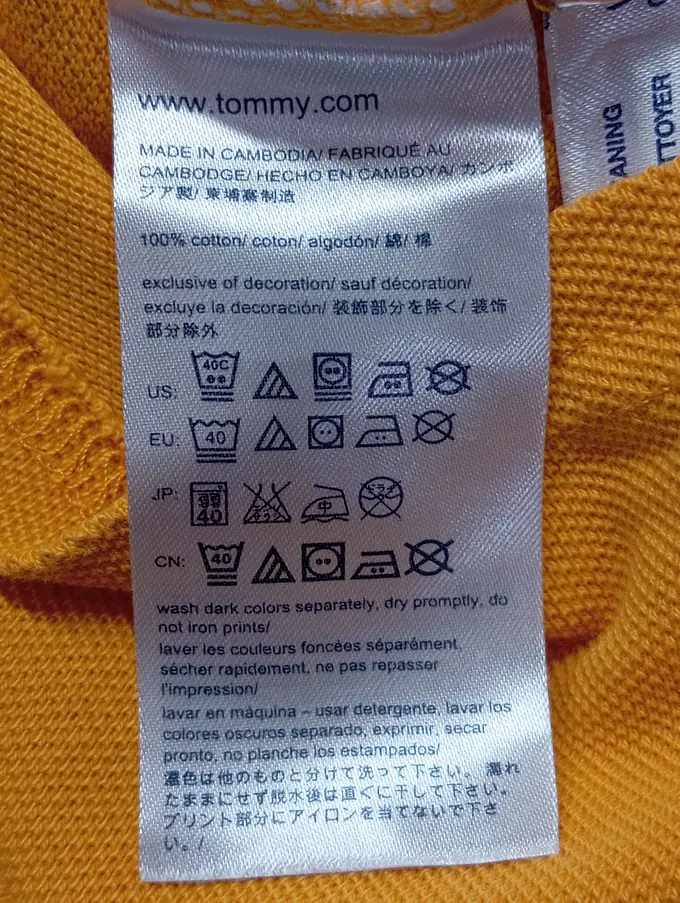 www.tommy.com
MADE IN CAMBODIA/ FABRIQUÉ AU
CAMBODGE/ HECHO EN CAMBOYA/ カンボ
ジア製/ 柬埔寨制造
100% cotton/ coton/ algodón/ 綿/ 棉
exclusive of decoration/ sauf décoration/
excluye la decoración/ 装飾部分を除く/ 装饰
部分除外
US: 40C
EU: 40
JP: 40 中
CN: 40
wash dark colors separately, dry promptly, do
not iron prints/
laver les couleurs foncées séparément,
sécher rapidement, ne pas repasser
l'impression/
lavar en máquina – usar detergente, lavar los
colores oscuros separado, exprimir, secar
pronto, no planche los estampados/
濃色は他のものと分けて洗って下さい。 濡れ
たままにせず脱水後は直ぐに干して下さい。
プリント部分にアイロンを当てないで下さ
い。/
ANING
TTOYER